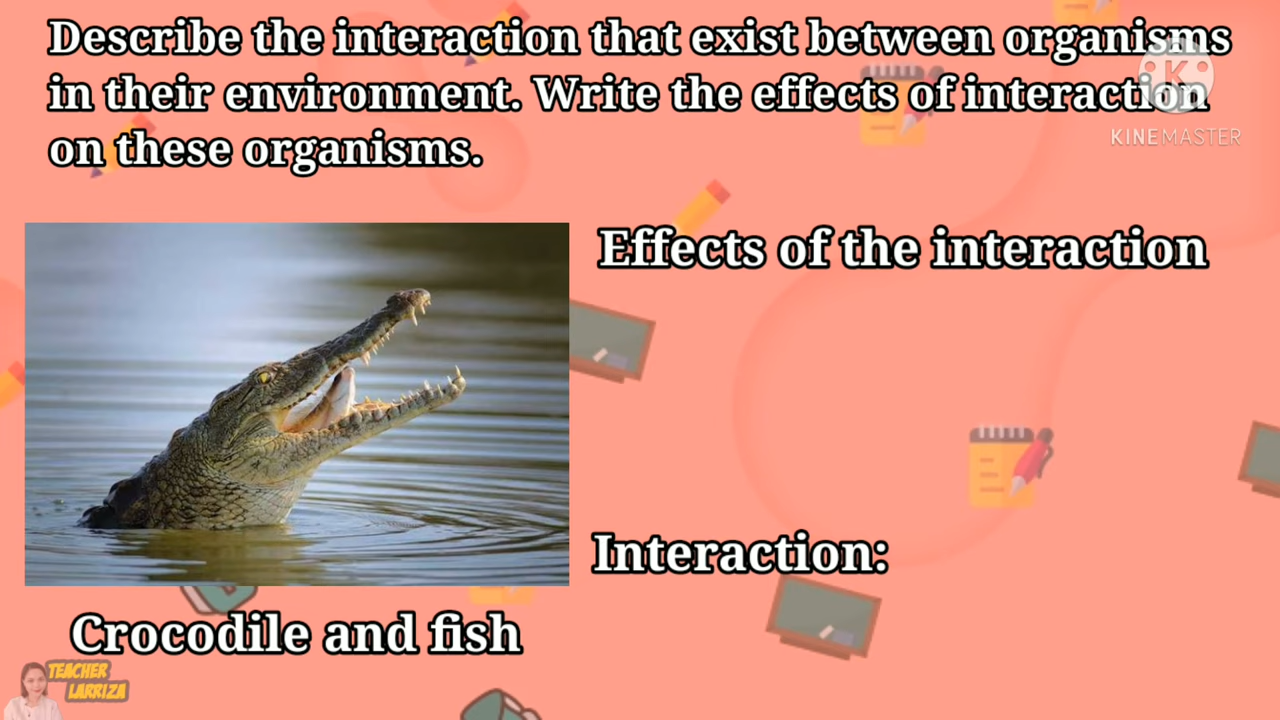 Describe the interaction that exist between organisms
in their environment. Write the effects of interaction
on these organisms.
KINEMASTER
Effects of the interaction
Interaction:
Crocodile and fish
TEACHER
LARRIZA